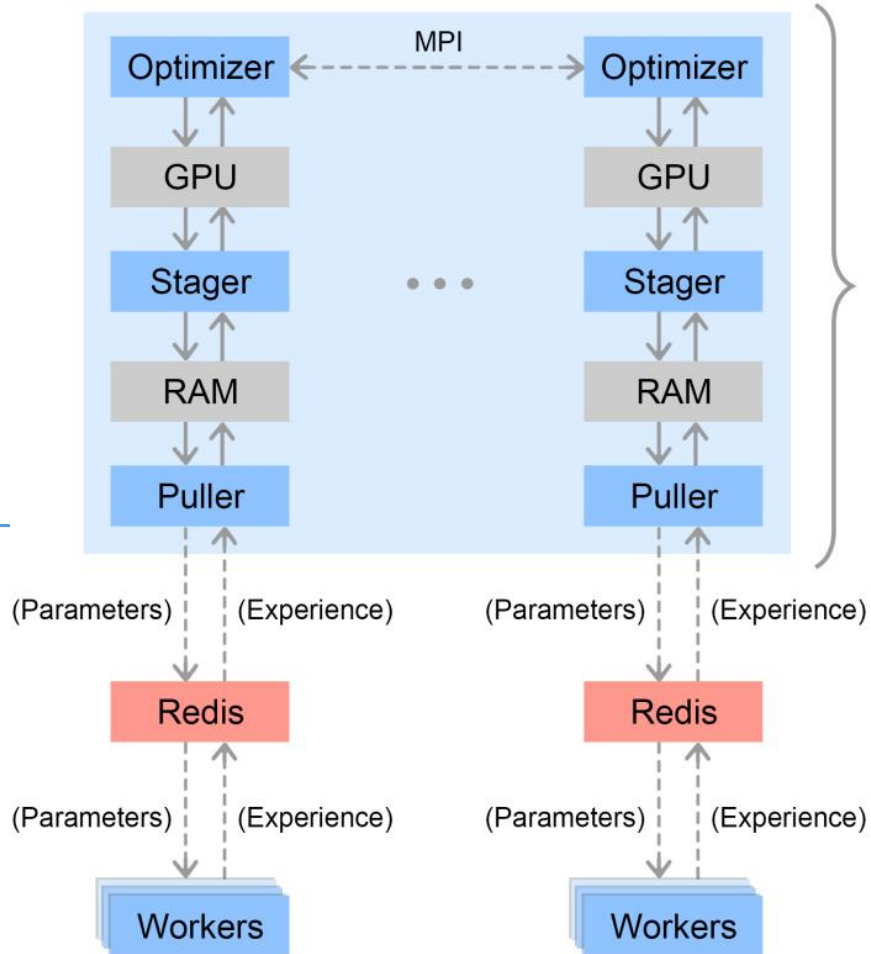 MPI
Optimizer Optimizer
GPU GPU
Stager Stager
RAM RAM
Puller Puller
(Parameters) (Experience) (Parameters) (Experience)
Redis Redis
(Parameters) (Experience) (Parameters) (Experience)
Workers Workers